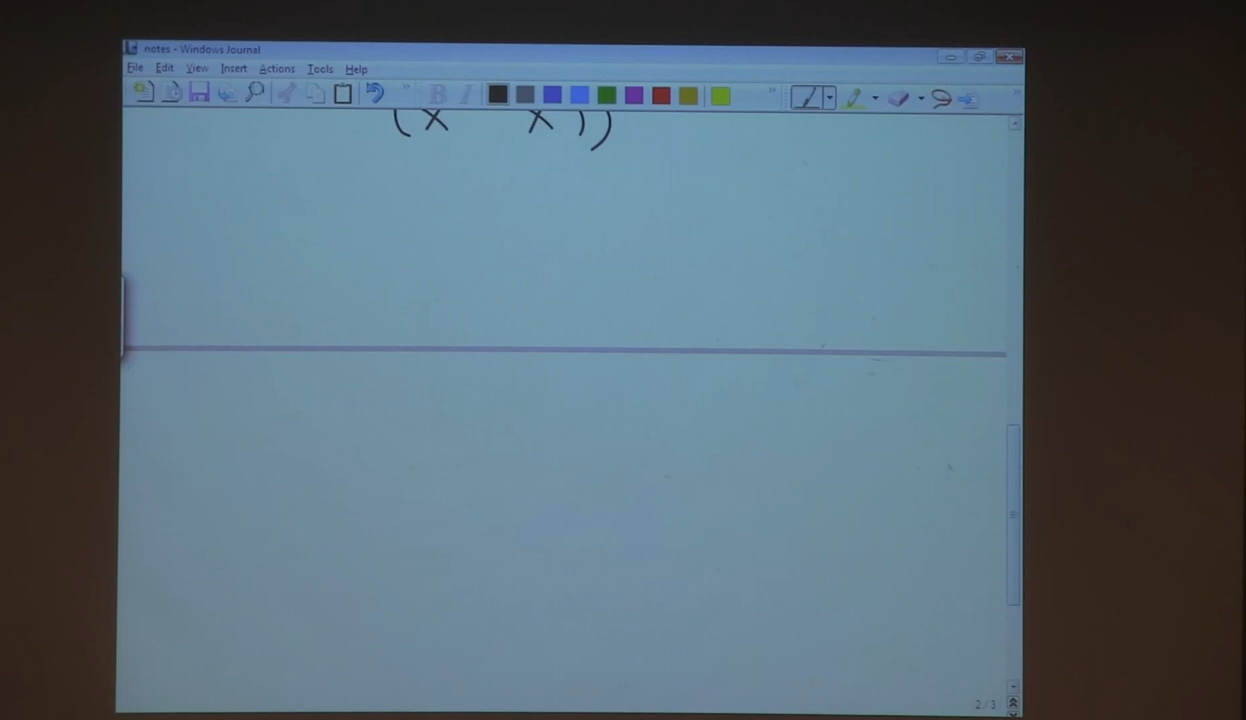 notes - Windows Journal
File Edit View Insert Actions Tools Help
B I
(x x))
2 / 3